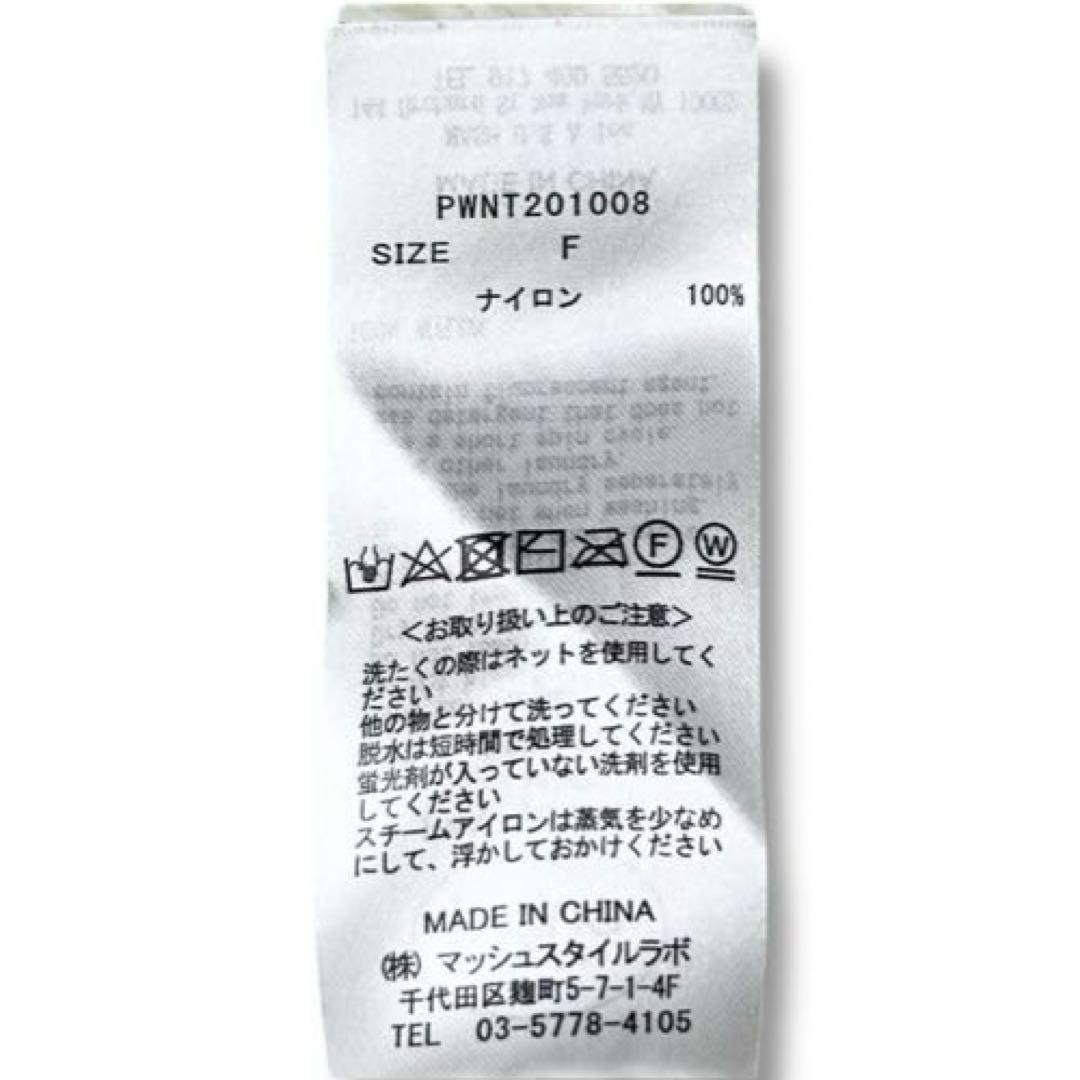 PWNT201008
SIZE F
ナイロン 100%
F W
＜お取り扱い上のご注意＞
洗たくの際はネットを使用してく
ださい
他の物と分けて洗ってください
脱水は短時間で処理してください
蛍光剤が入っていない洗剤を使用
してください
スチームアイロンは蒸気を少なめ
にして、浮かしておかけください
MADE IN CHINA
(株) マッシュスタイルラボ
千代田区麹町5-7-1-4F
TEL 03-5778-4105